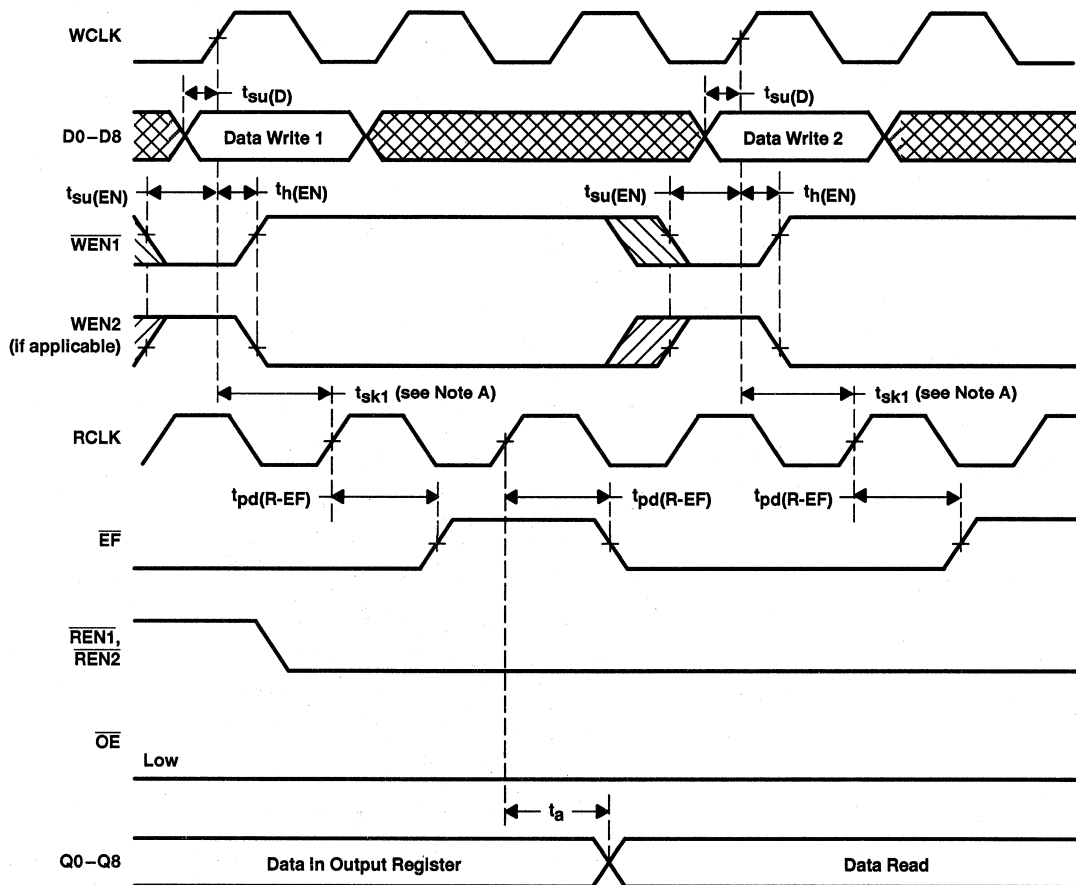 WCLK
tsu(D) tsu(D)
D0–D8 Data Write 1 Data Write 2
tsu(EN) th(EN) tsu(EN) th(EN)
WEN1
WEN2
(if applicable)
tsk1 (see Note A) tsk1 (see Note A)
RCLK
tpd(R-EF) tpd(R-EF) tpd(R-EF)
EF
REN1,
REN2
OE
Low
ta
Q0–Q8 Data in Output Register Data Read